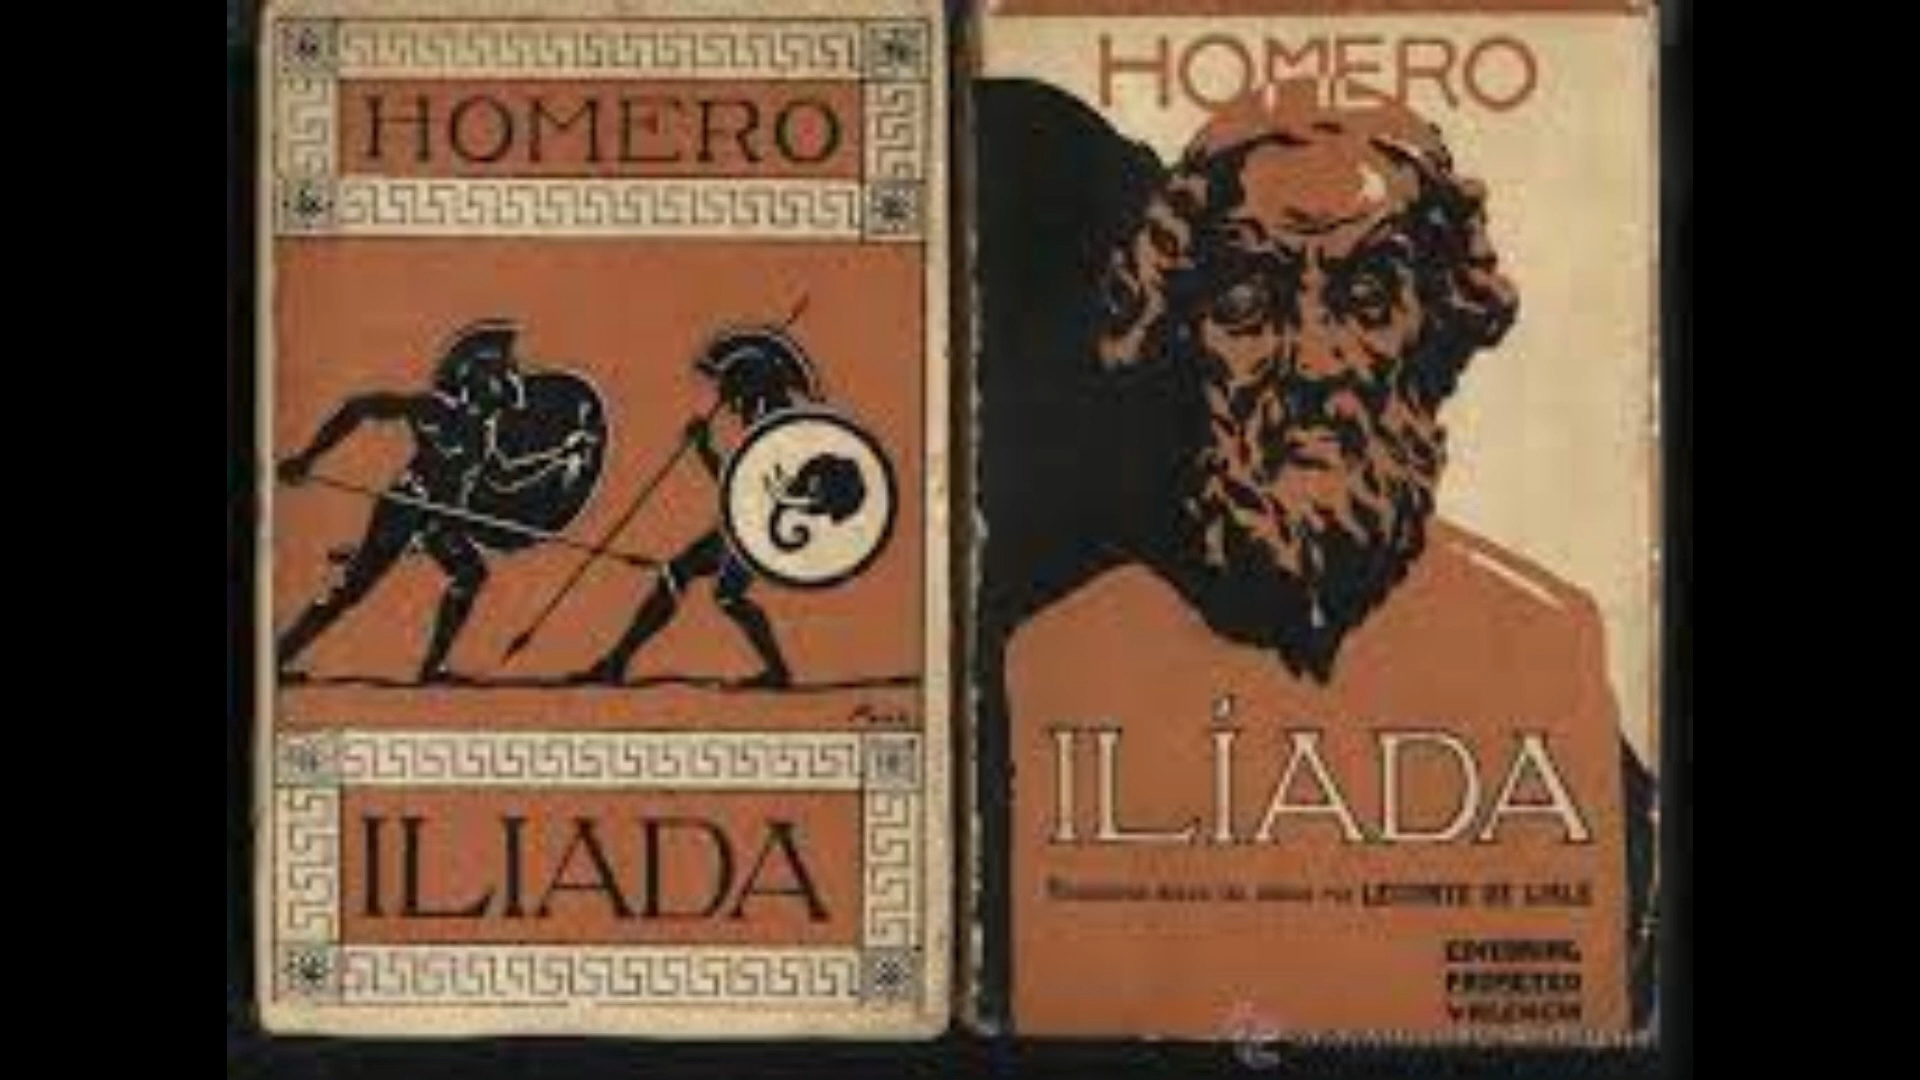 HOMERO
ILIADA
HOMERO
ILÍADA
LECONTE DE LISLE
EDITORIAL
PROMETEO
VALENCIA